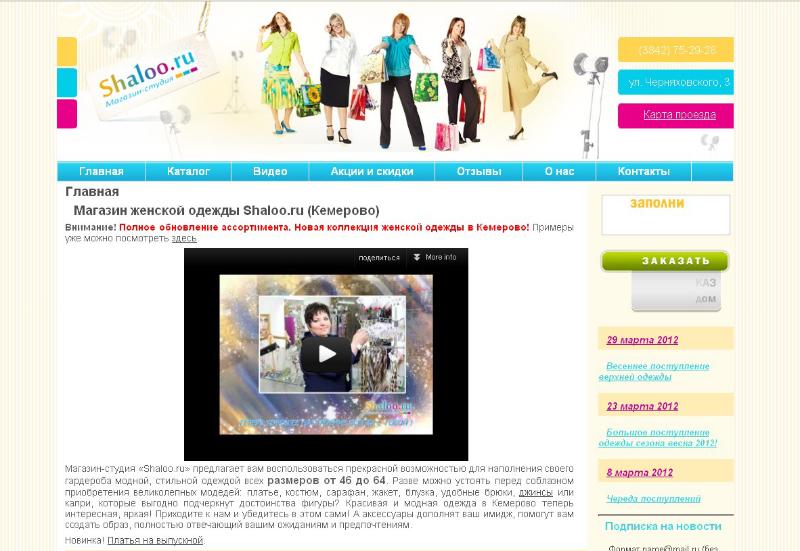 Shaloo.ru
Магазин-студия
(3842) 75-29-26
ул. Черняховского, 3
Карта проезда
Главная Каталог Видео Акции и скидки Отзывы О нас Контакты
Главная
Магазин женской одежды Shaloo.ru (Кемерово)
Внимание! Полное обновление ассортимента. Новая коллекция женской одежды в Кемерово! Примеры
уже можно посмотреть здесь.
поделиться More info
Shaloo.ru
Магазин-студия «Shaloo.ru» предлагает вам воспользоваться прекрасной возможностью для наполнения своего
гардероба модной, стильной одеждой всех размеров от 46 до 64. Разве можно устоять перед соблазном
приобретения великолепных модедей: платье, костюм, сарафан, жакет, блузка, удобные брюки, джинсы или
капри, которые выгодно подчеркнут достоинства фигуры? Красивая и модная одежда в Кемерово теперь
интересная, яркая! Приходите к нам и убедитесь в этом сами! А аксессуары дополнят ваш имидж, помогут вам
создать образ, полностью отвечающий вашим ожиданиям и предпочтениям.
Новинка! Платья на выпускной.
заполни
ЗАКАЗАТЬ
КАЗ
ДОМ
29 марта 2012
Весеннее поступление
верхней одежды
23 марта 2012
Большое поступление
одежды сезона весна 2012!
8 марта 2012
Череда поступлений
Подписка на новости
Формат name@mail.ru (без